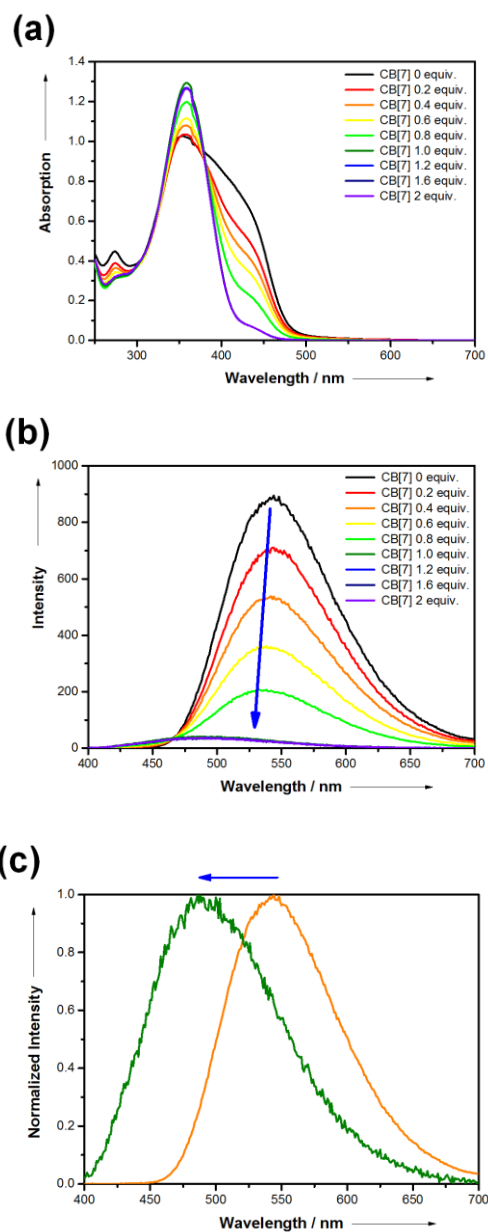 (a)
CB[7] 0 equiv.
CB[7] 0.2 equiv.
CB[7] 0.4 equiv.
CB[7] 0.6 equiv.
CB[7] 0.8 equiv.
CB[7] 1.0 equiv.
CB[7] 1.2 equiv.
CB[7] 1.6 equiv.
CB[7] 2 equiv.
1.4
1.2
1.0
0.8
0.6
0.4
0.2
0.0
Absorption
300 400 500 600 700
Wavelength / nm
(b)
CB[7] 0 equiv.
CB[7] 0.2 equiv.
CB[7] 0.4 equiv.
CB[7] 0.6 equiv.
CB[7] 0.8 equiv.
CB[7] 1.0 equiv.
CB[7] 1.2 equiv.
CB[7] 1.6 equiv.
CB[7] 2 equiv.
1000
800
600
400
200
0
Intensity
400 450 500 550 600 650 700
Wavelength / nm
(c)
1.0
0.8
0.6
0.4
0.2
0.0
Normalized Intensity
400 450 500 550 600 650 700
Wavelength / nm